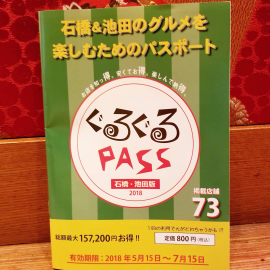 石橋&池田のグルメを
楽しむためのパスポート
ぐるぐる
PASS
石橋・池田版
2018
掲載店舗
73
総額最大157,200円お得!!
定価800円(税込)
有効期間:2018年5月15日〜7月15日